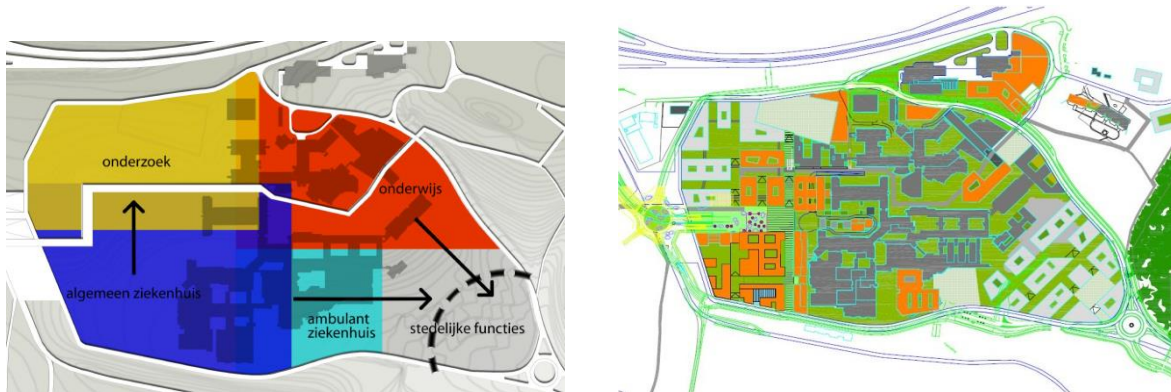 onderzoek
onderwijs
algemeen ziekenhuis
ambulant
ziekenhuis
stedelijke functies